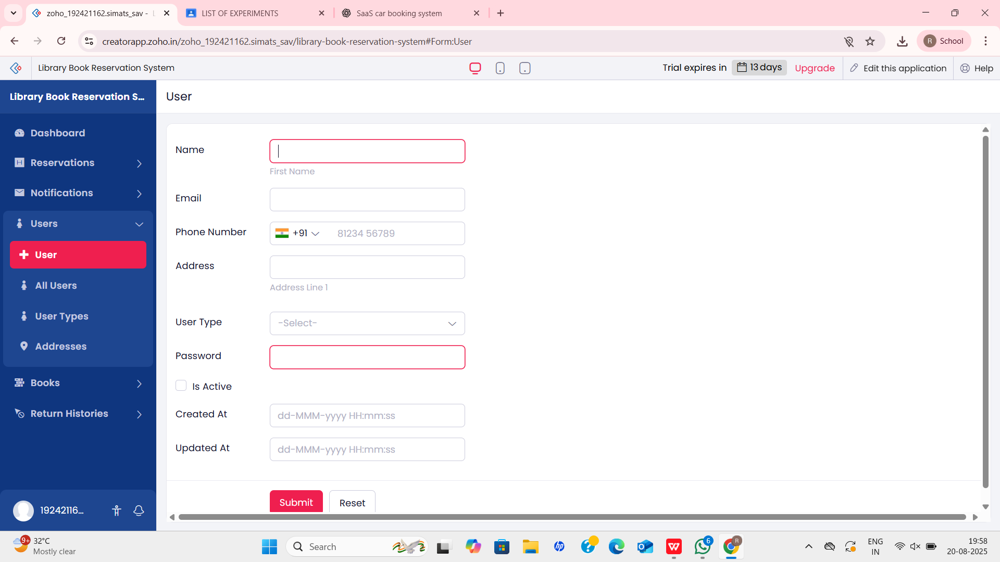 zoho_192421162.simats_sav -
LIST OF EXPERIMENTS
SaaS car booking system
creatorapp.zoho.in/zoho_192421162.simats_sav/library-book-reservation-system#Form:User
R School
Library Book Reservation System
Trial expires in 13 days Upgrade
Edit this application
Help
Library Book Reservation S...
User
Dashboard
Reservations
Notifications
Users
User
All Users
User Types
Addresses
Books
Return Histories
19242116...
Name
First Name
Email
Phone Number +91 81234 56789
Address
Address Line 1
User Type -Select-
Password
Is Active
Created At dd-MMM-yyyy HH:mm:ss
Updated At dd-MMM-yyyy HH:mm:ss
Submit Reset
9+
32°C
Mostly clear
Search
hp
6
R
ENG
IN
19:58
20-08-2025